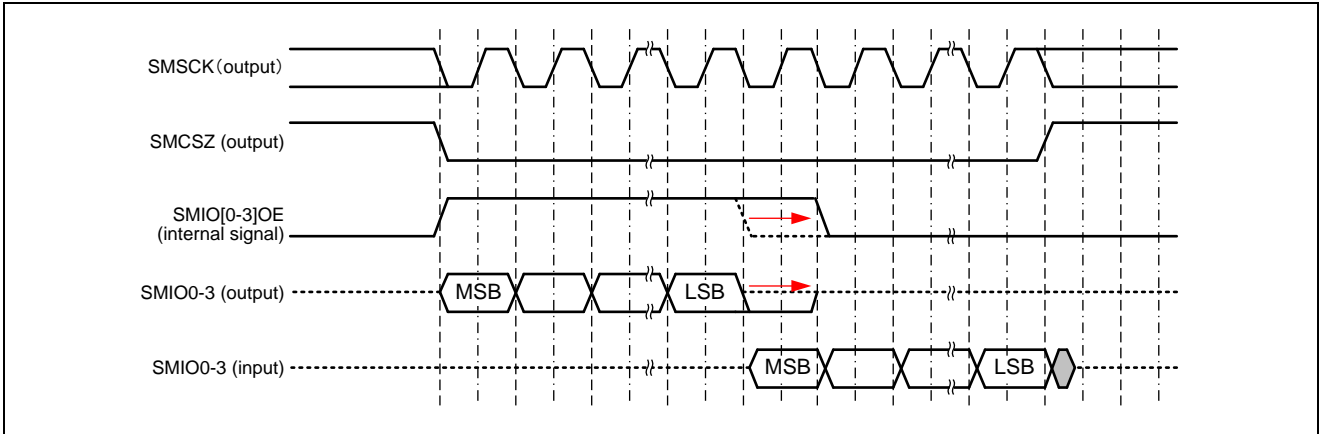 SMSCK(output)
SMCSZ (output)
SMIO[0-3]OE
(internal signal)
SMIO0-3 (output)
MSB
LSB
SMIO0-3 (input)
MSB
LSB